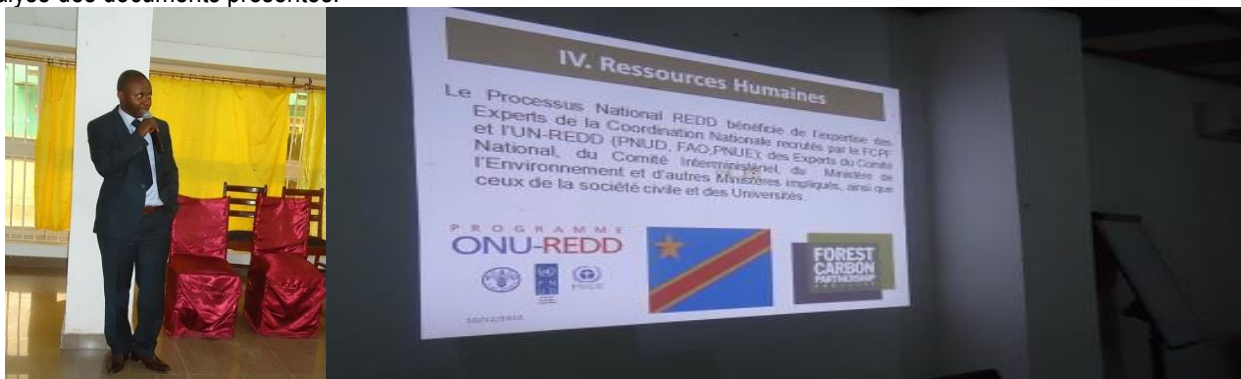 alyse des documents présentés.
IV. Ressources Humaines
Le Processus National REDD bénéficie de l'expertise des
Experts de la Coordination Nationale recrutés par le FCPF
et l'UN-REDD (PNUD, FAO,PNUE); des Experts du Comité
National, du Comité Interministériel, du Ministère de
l'Environnement et d'autres Ministères impliqués, ainsi que
ceux de la société civile et des Universités.
PROGRAMME
ONU-REDD
FOREST
CARBON
PARTNERSHIP